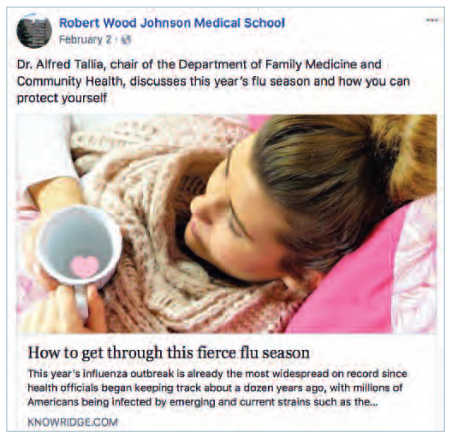 Robert Wood Johnson Medical School
February 2 ·
Dr. Alfred Tallia, chair of the Department of Family Medicine and
Community Health, discusses this year's flu season and how you can
protect yourself
How to get through this fierce flu season
This year's influenza outbreak is already the most widespread on record since
health officials began keeping track about a dozen years ago, with millions of
Americans being infected by emerging and current strains such as the...
KNOWRIDGE.COM